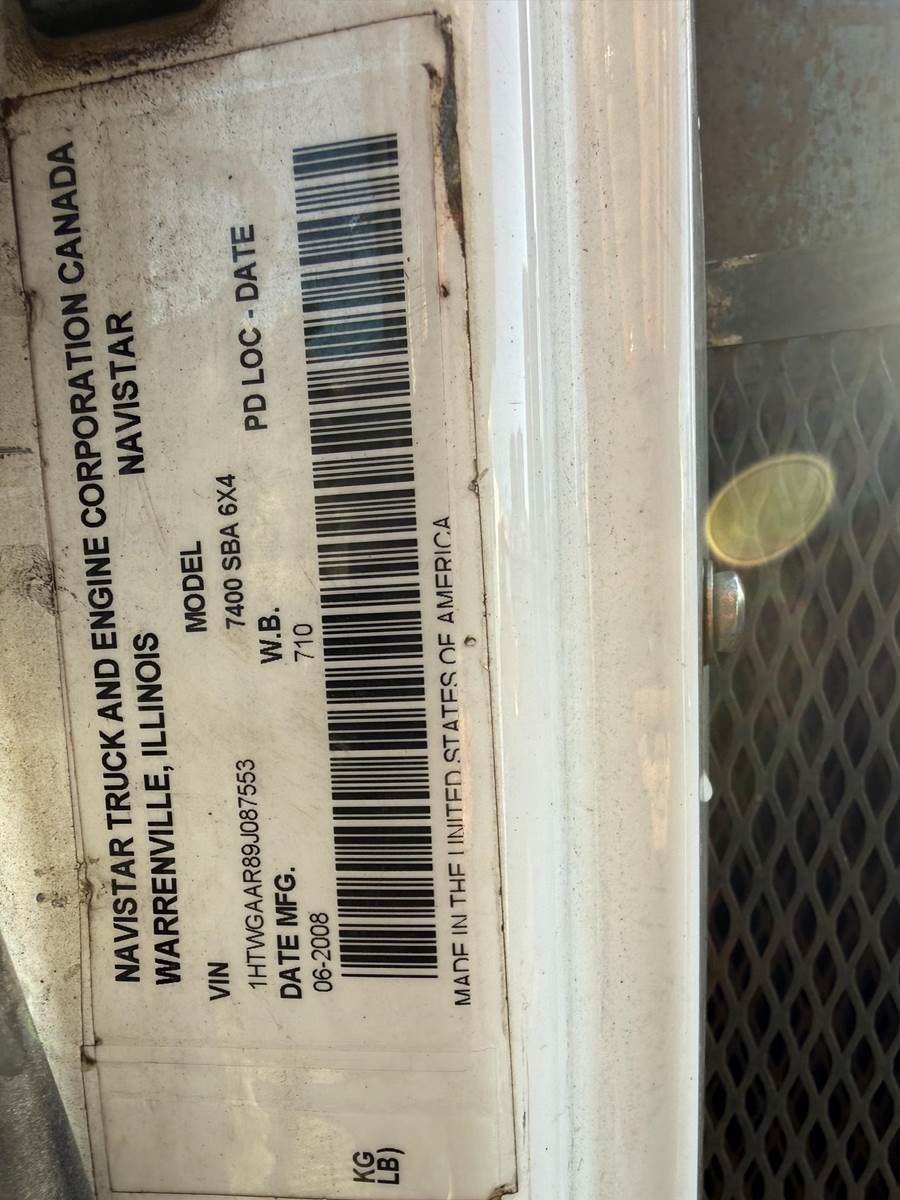 NAVISTAR TRUCK AND ENGINE CORPORATION CANADA
WARRENVILLE, ILLINOIS NAVISTAR
VIN MODEL
1HTWGAAR89J087553 7400 SBA 6X4 PD LOC - DATE
DATE MFG. W.B.
06-2008 710
MADE IN THE UNITED STATES OF AMERICA
KG
LB)